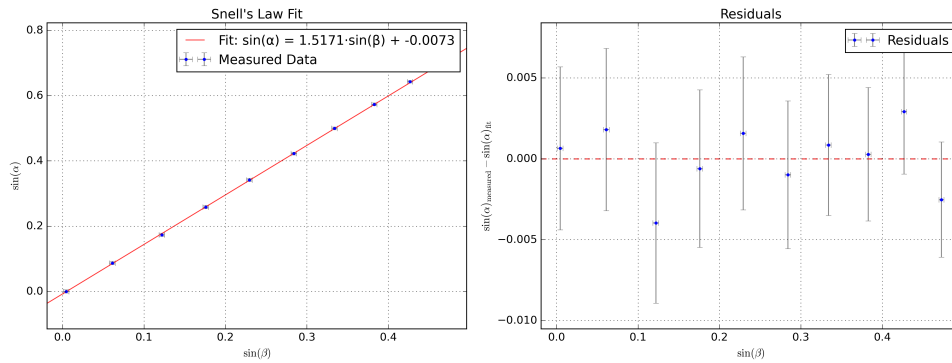 Snell's Law Fit
Fit: sin(α) = 1.5171·sin(β) + -0.0073
Measured Data
0.8
0.6
0.4
0.2
0.0
sin(α)
0.0 0.1 0.2 0.3 0.4
sin(β)
Residuals
Residuals
0.005
0.000
−0.005
−0.010
sin(α)measured − sin(α)fit
0.0 0.1 0.2 0.3 0.4
sin(β)